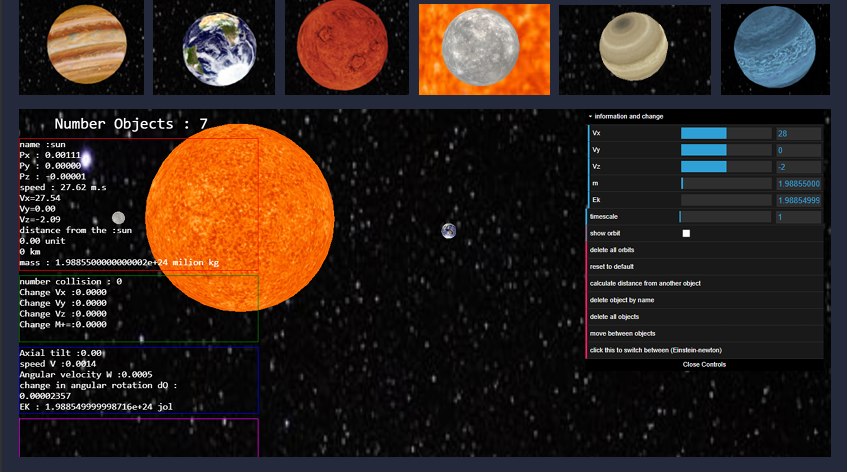 Number Objects : 7
name :sun
Px : 0.00111
Py : 0.00000
Pz : -0.00001
speed : 27.62 m.s
Vx=27.54
Vy=0.00
Vz=-2.09
distance from the :sun
0.00 unit
0 km
mass : 1.9885500000000002e+24 milion kg
number collision : 0
Change Vx :0.0000
Change Vy :0.0000
Change Vz :0.0000
Change M+=:0.0000
Axial tilt :0.00
speed V :0.0014
Angular velocity W :0.0005
change in angular rotation dQ :
0.00002357
EK : 1.988549999998716e+24 jol
information and change
Vx 28
Vy 0
Vz -2
m 1.98855000
Ek 1.98854999
timescale 1
show orbit
delete all orbits
reset to default
calculate distance from another object
delete object by name
delete all objects
move between objects
click this to switch between (Einstein-newton)
Close Controls